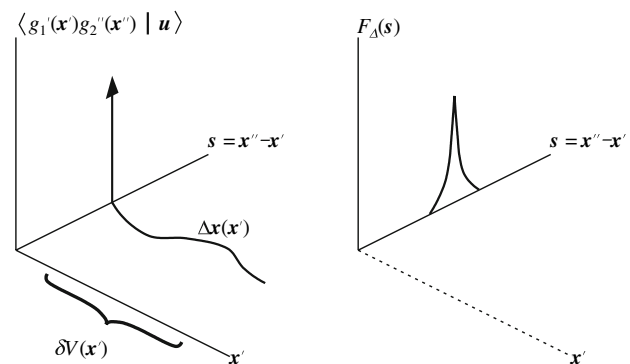 ⟨g₁′(x′)g₂″(x″) | u⟩
s = x″–x′
Δx(x′)
δV(x′)
x′
F_Δ(s)
s = x″–x′
x′